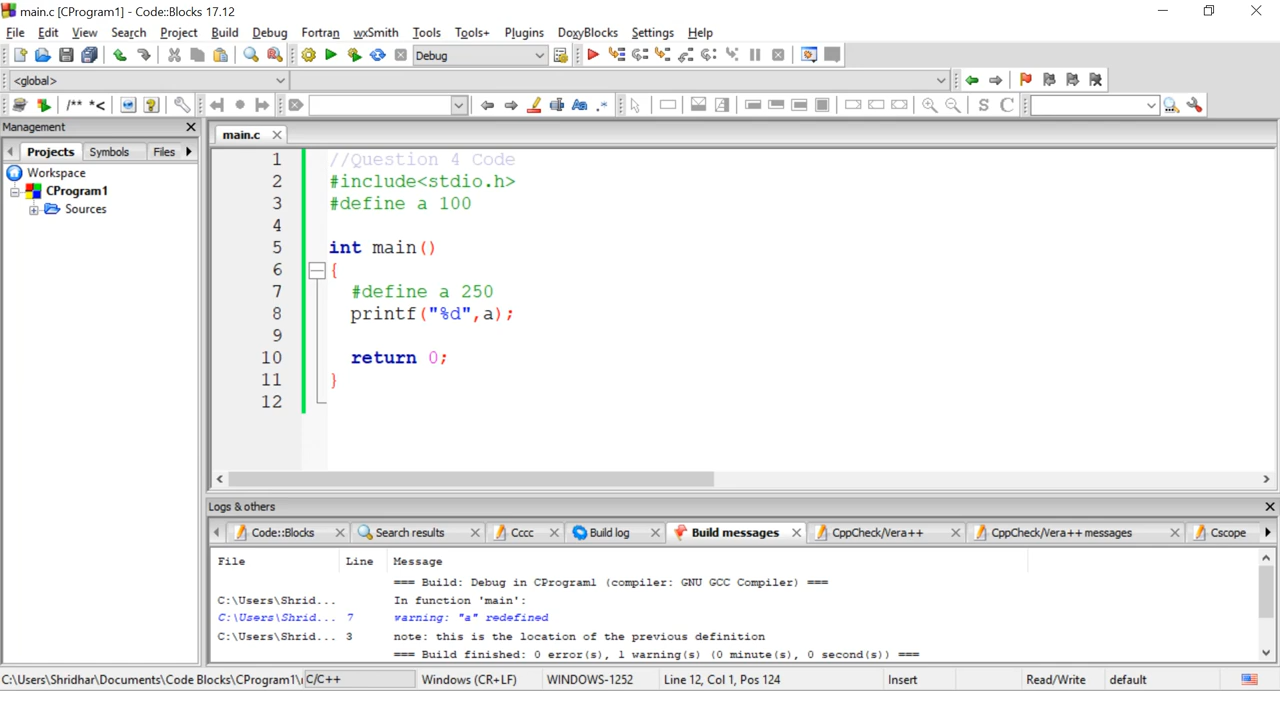 main.c [CProgram1] - Code::Blocks 17.12
File Edit View Search Project Build Debug Fortran wxSmith Tools Tools+ Plugins DoxyBlocks Settings Help
Debug
<global>
/** *<
S C
Management
main.c
Projects Symbols Files
Workspace
CProgram1
Sources
1 //Question 4 Code
2 #include<stdio.h>
3 #define a 100
4
5 int main()
6 {
7 #define a 250
8 printf("%d",a);
9
10 return 0;
11 }
12
Logs & others
Code::Blocks Search results Cccc Build log Build messages CppCheck/Vera++ CppCheck/Vera++ messages Cscope
File Line Message
=== Build: Debug in CProgram1 (compiler: GNU GCC Compiler) ===
C:\Users\Shrid... In function 'main':
C:\Users\Shrid... 7 warning: "a" redefined
C:\Users\Shrid... 3 note: this is the location of the previous definition
=== Build finished: 0 error(s), 1 warning(s) (0 minute(s), 0 second(s)) ===
C:\Users\Shridhar\Documents\Code Blocks\CProgram1\ C/C++ Windows (CR+LF) WINDOWS-1252 Line 12, Col 1, Pos 124 Insert Read/Write default